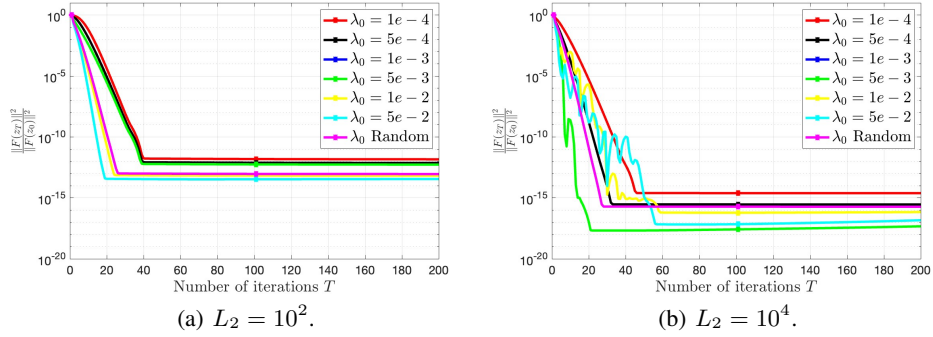 10^0
10^-5
10^-10
10^-15
10^-20
||F(z_T)||^2 / ||F(z_0)||^2
0 20 40 60 80 100 120 140 160 180 200
Number of iterations T
λ_0 = 1e − 4
λ_0 = 5e − 4
λ_0 = 1e − 3
λ_0 = 5e − 3
λ_0 = 1e − 2
λ_0 = 5e − 2
λ_0 Random
(a) L_2 = 10^2.
10^0
10^-5
10^-10
10^-15
10^-20
||F(z_T)||^2 / ||F(z_0)||^2
0 20 40 60 80 100 120 140 160 180 200
Number of iterations T
λ_0 = 1e − 4
λ_0 = 5e − 4
λ_0 = 1e − 3
λ_0 = 5e − 3
λ_0 = 1e − 2
λ_0 = 5e − 2
λ_0 Random
(b) L_2 = 10^4.